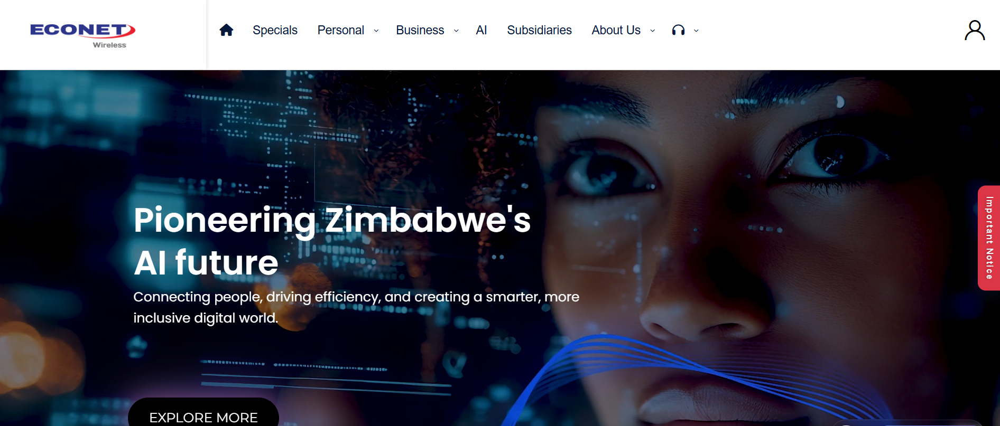 ECONET
Wireless
Specials
Personal
Business
AI
Subsidiaries
About Us
Pioneering Zimbabwe's
AI future
Connecting people, driving efficiency, and creating a smarter, more
inclusive digital world.
EXPLORE MORE
Important Notice